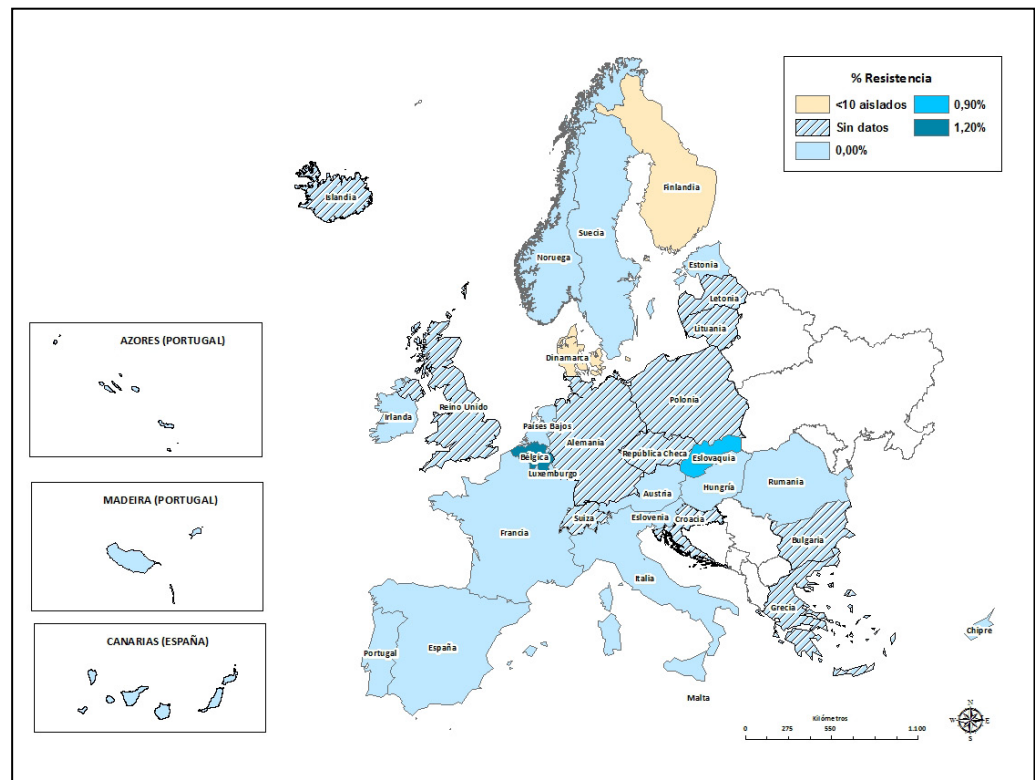 % Resistencia
<10 aislados
0,90%
Sin datos
1,20%
0,00%
Islandia
Finlandia
Suecia
Noruega
Estonia
Letonia
Lituania
AZORES (PORTUGAL)
Dinamarca
Reino Unido
Polonia
Irlanda
Países Bajos
Alemania
Bélgica
República Checa
Eslovaquia
Luxemburgo
Rumania
Hungría
Austria
MADEIRA (PORTUGAL)
Suiza
Eslovenia
Croacia
Francia
Bulgaria
Italia
Grecia
Chipre
CANARIAS (ESPAÑA)
España
Portugal
Malta
Kilómetros
0 275 550 1.100
N
W E
S